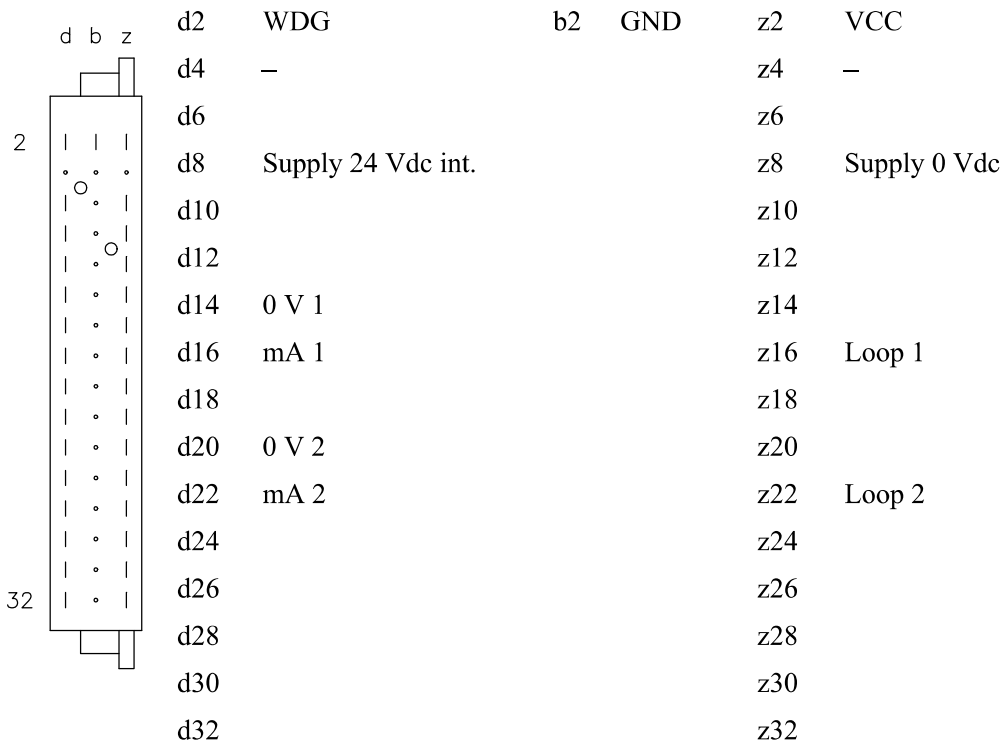 d b z
2
32
d2 WDG b2 GND z2 VCC
d4 – z4 –
d6 z6
d8 Supply 24 Vdc int. z8 Supply 0 Vdc
d10 z10
d12 z12
d14 0 V 1 z14
d16 mA 1 z16 Loop 1
d18 z18
d20 0 V 2 z20
d22 mA 2 z22 Loop 2
d24 z24
d26 z26
d28 z28
d30 z30
d32 z32